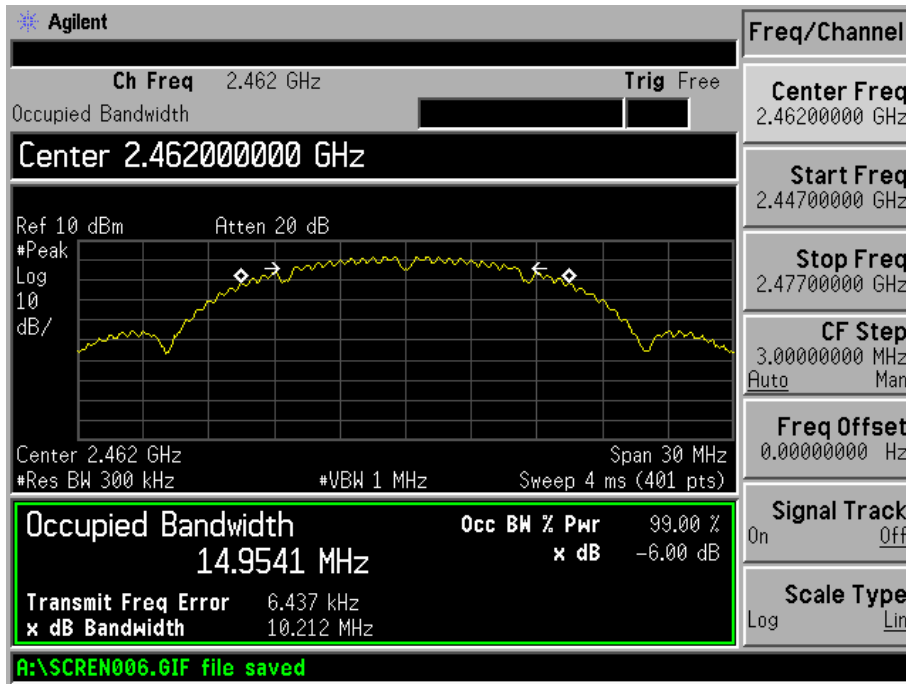 Agilent
Freq/Channel
Ch Freq 2.462 GHz Trig Free
Occupied Bandwidth
Center 2.462000000 GHz
Ref 10 dBm Atten 20 dB
#Peak
Log
10
dB/
Center 2.462 GHz Span 30 MHz
#Res BW 300 kHz #VBW 1 MHz Sweep 4 ms (401 pts)
Occupied Bandwidth
14.9541 MHz
Occ BW % Pwr 99.00 %
x dB -6.00 dB
Transmit Freq Error 6.437 kHz
x dB Bandwidth 10.212 MHz
A:\SCREN006.GIF file saved
Center Freq
2.46200000 GHz
Start Freq
2.44700000 GHz
Stop Freq
2.47700000 GHz
CF Step
3.00000000 MHz
Auto Man
Freq Offset
0.00000000 Hz
Signal Track
On Off
Scale Type
Log Lin